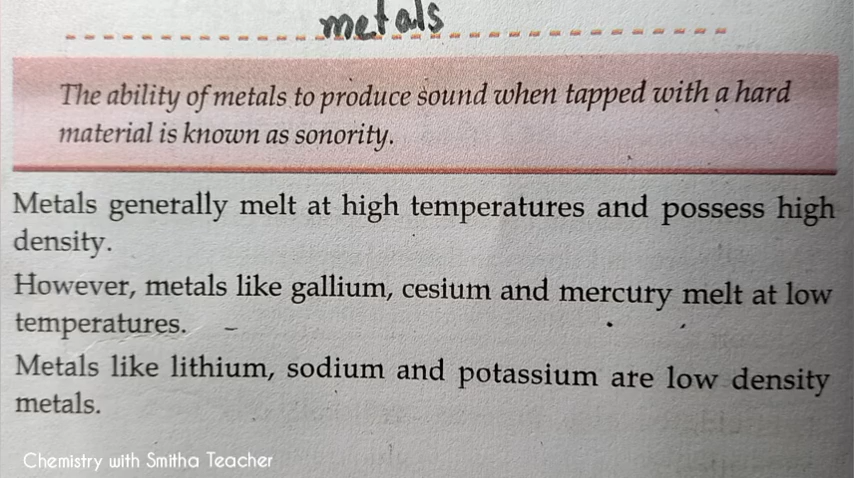 metals
The ability of metals to produce sound when tapped with a hard
material is known as sonority.
Metals generally melt at high temperatures and possess high
density.
However, metals like gallium, cesium and mercury melt at low
temperatures.
Metals like lithium, sodium and potassium are low density
metals.
Chemistry with Smitha Teacher